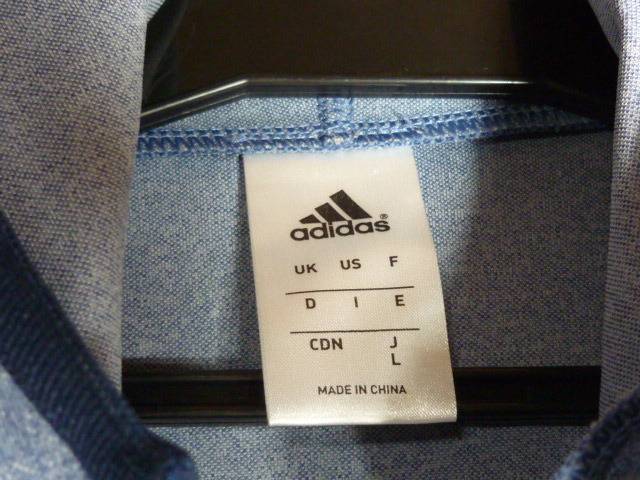 adidas®
UK US F
D I E
CDN J
L
MADE IN CHINA